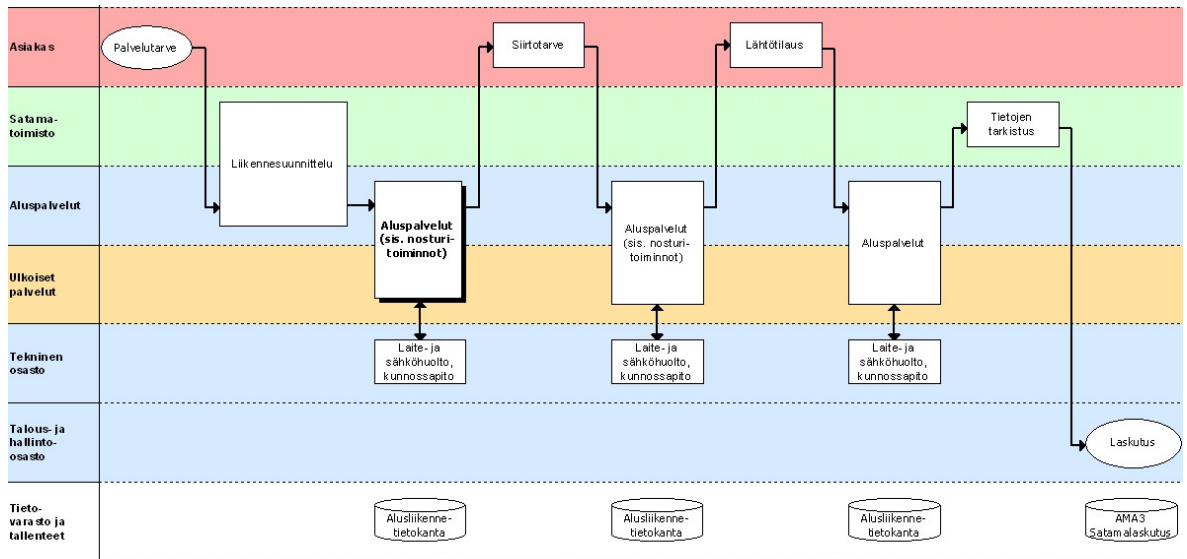 Asiakas
Palvelutarve
Siirtotarve
Lähtötilaus
Satama-
toimisto
Liikennesuunnittelu
Tietojen
tarkistus
Aluspalvelut
Aluspalvelut
(sis. nosturi-
toiminnot)
Aluspalvelut
(sis. nosturi-
toiminnot)
Aluspalvelut
Ulkoiset
palvelut
Tekninen
osasto
Laite- ja
sähköhuolto,
kunnossapito
Laite- ja
sähköhuolto,
kunnossapito
Laite- ja
sähköhuolto,
kunnossapito
Talous- ja
hallinto-
osasto
Laskutus
Tieto-
varasto ja
tallenteet
Alusliikenne-
tietokanta
Alusliikenne-
tietokanta
Alusliikenne-
tietokanta
AMA3
Satamalaskutus